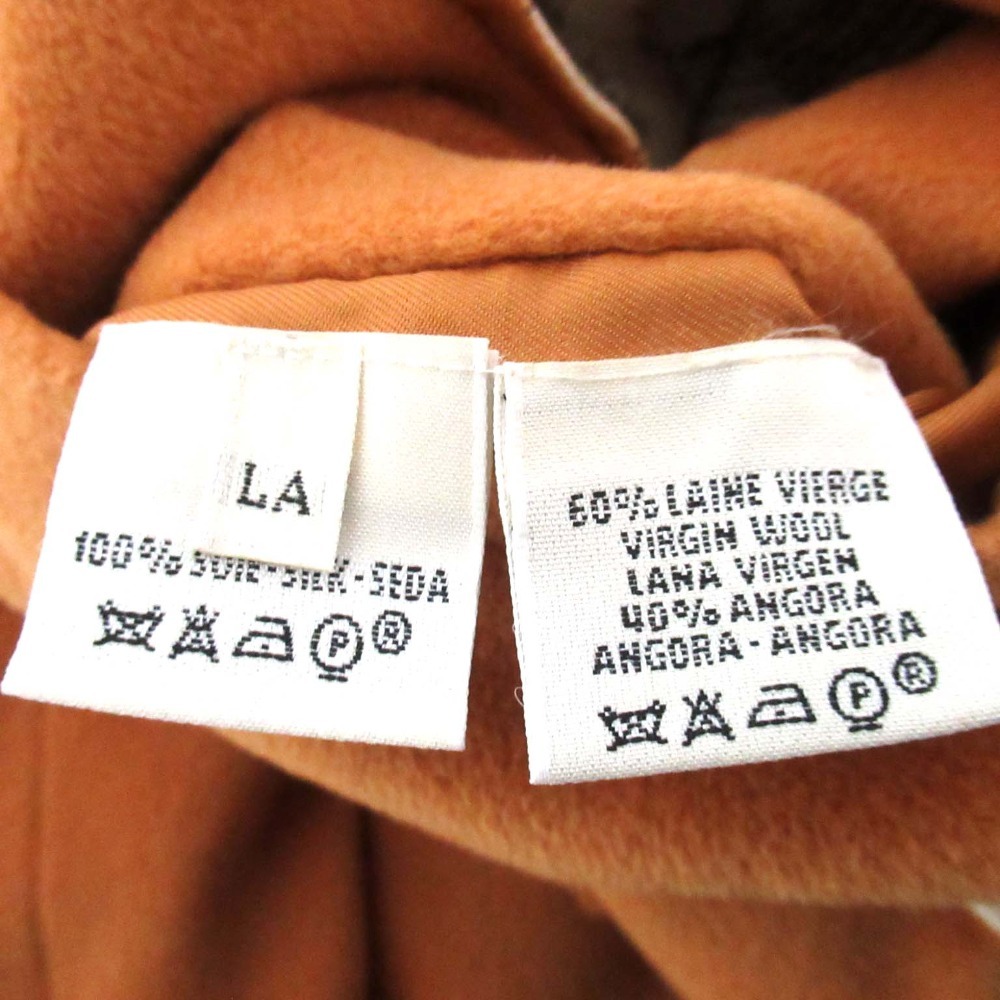 LA
100% SOIE-SILK-SEDA
P ®
60% LAINE VIERGE
VIRGIN WOOL
LANA VIRGEN
40% ANGORA
ANGORA-ANGORA
P ®